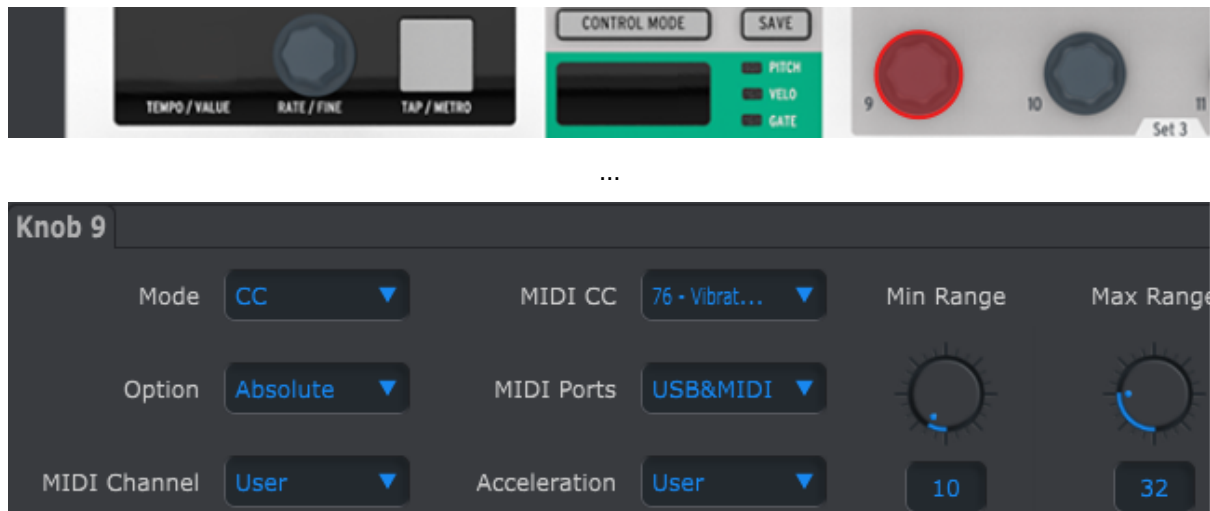 CONTROL MODE SAVE
PITCH
VELO
GATE
TEMPO / VALUE RATE / FINE TAP / METRO
9 10 11
Set 3
...
Knob 9
Mode CC MIDI CC 76 - Vibrat... Min Range Max Range
Option Absolute MIDI Ports USB&MIDI
MIDI Channel User Acceleration User 10 32